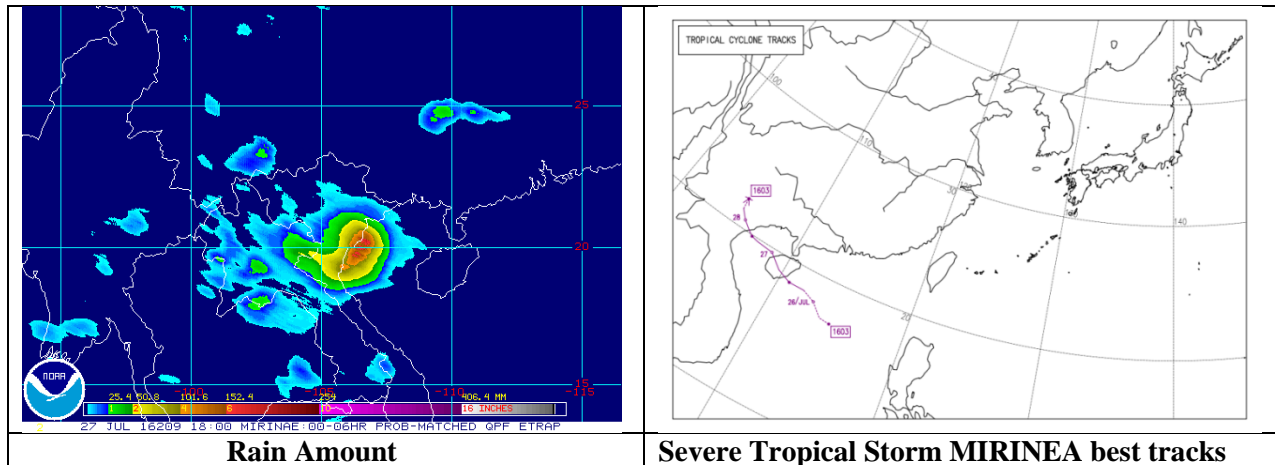 25
20
15
-100
-105
-110
-115
NOAA
25.4 50.8 101.6 152.4 254 406.4 MM
1 2 4 6 10 16 INCHES
2 27 JUL 16209 18:00 MIRINAE:00-06HR PROB-MATCHED QPF ETRAP
Rain Amount
TROPICAL CYCLONE TRACKS
100
110
30
140
1603
28
27
26/JUL
1603
20
Severe Tropical Storm MIRINEA best tracks